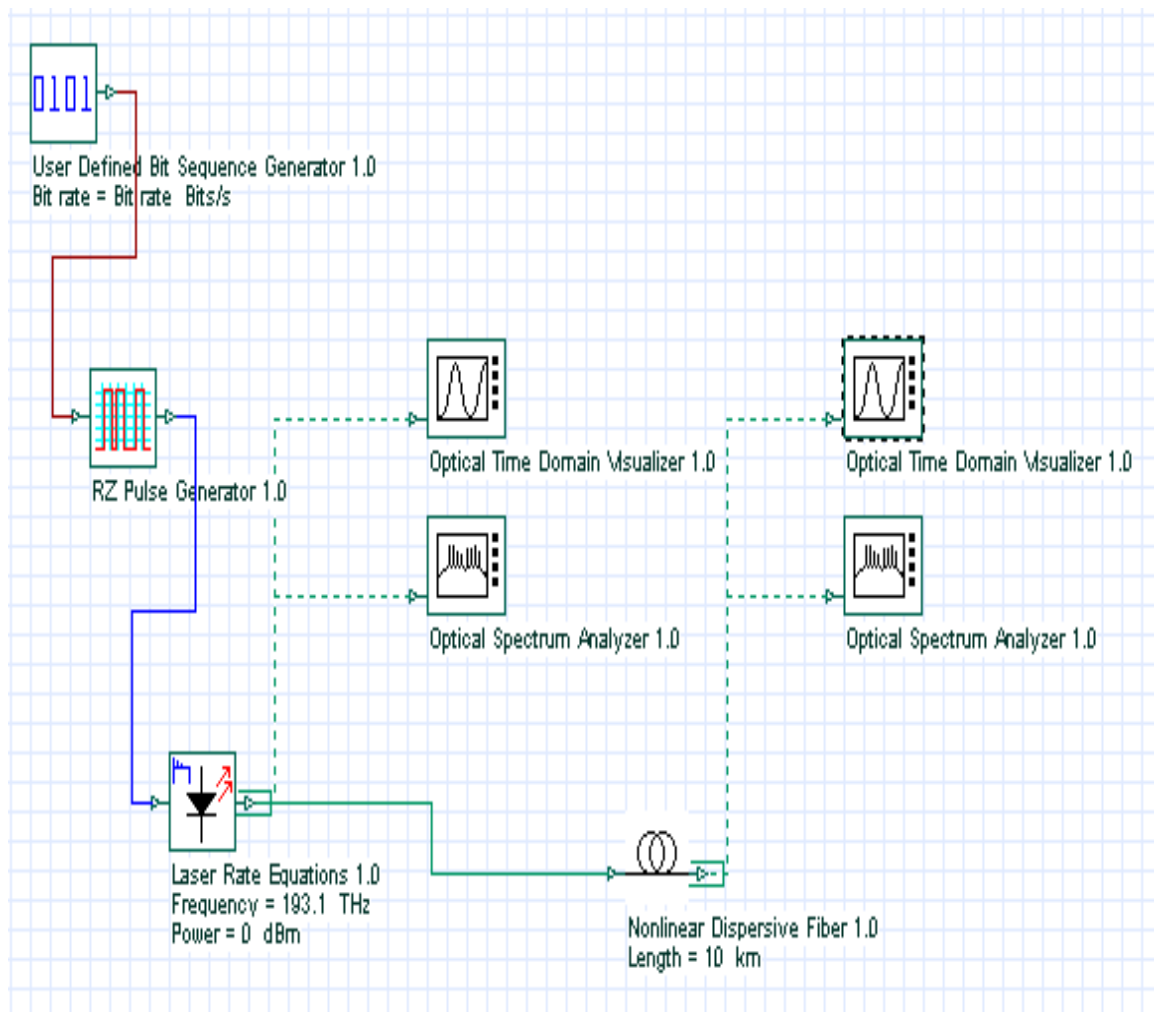 0101
User Defined Bit Sequence Generator 1.0
Bit rate = Bit rate Bits/s
RZ Pulse Generator 1.0
Optical Time Domain Visualizer 1.0
Optical Time Domain Visualizer 1.0
Optical Spectrum Analyzer 1.0
Optical Spectrum Analyzer 1.0
Laser Rate Equations 1.0
Frequency = 193.1 THz
Power = 0 dBm
Nonlinear Dispersive Fiber 1.0
Length = 10 km